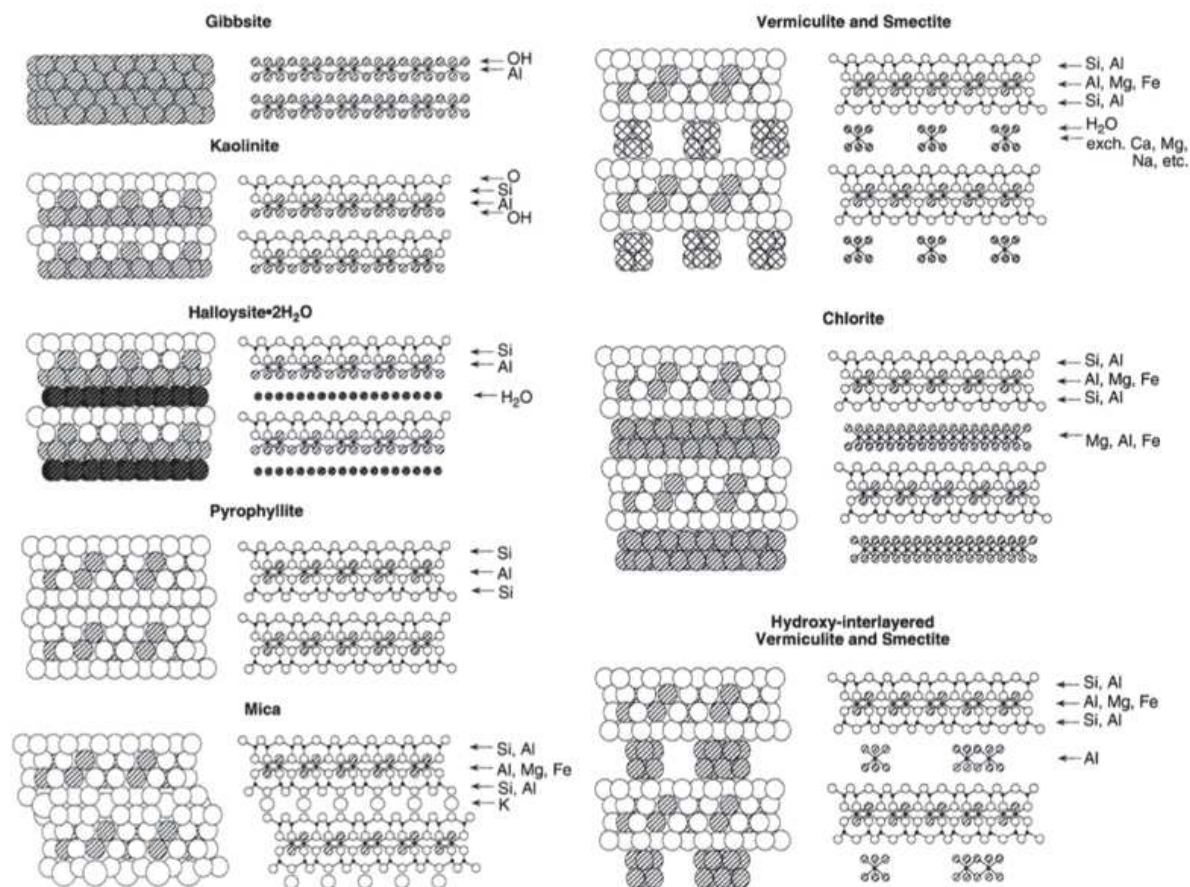 Gibbsite
OH
Al
Kaolinite
O
Si
Al
OH
Halloysite•2H₂O
Si
Al
H₂O
Pyrophyllite
Si
Al
Si
Mica
Si, Al
Al, Mg, Fe
Si, Al
K
Vermiculite and Smectite
Si, Al
Al, Mg, Fe
Si, Al
H₂O
exch. Ca, Mg,
Na, etc.
Chlorite
Si, Al
Al, Mg, Fe
Si, Al
Mg, Al, Fe
Hydroxy-interlayered
Vermiculite and Smectite
Si, Al
Al, Mg, Fe
Si, Al
Al